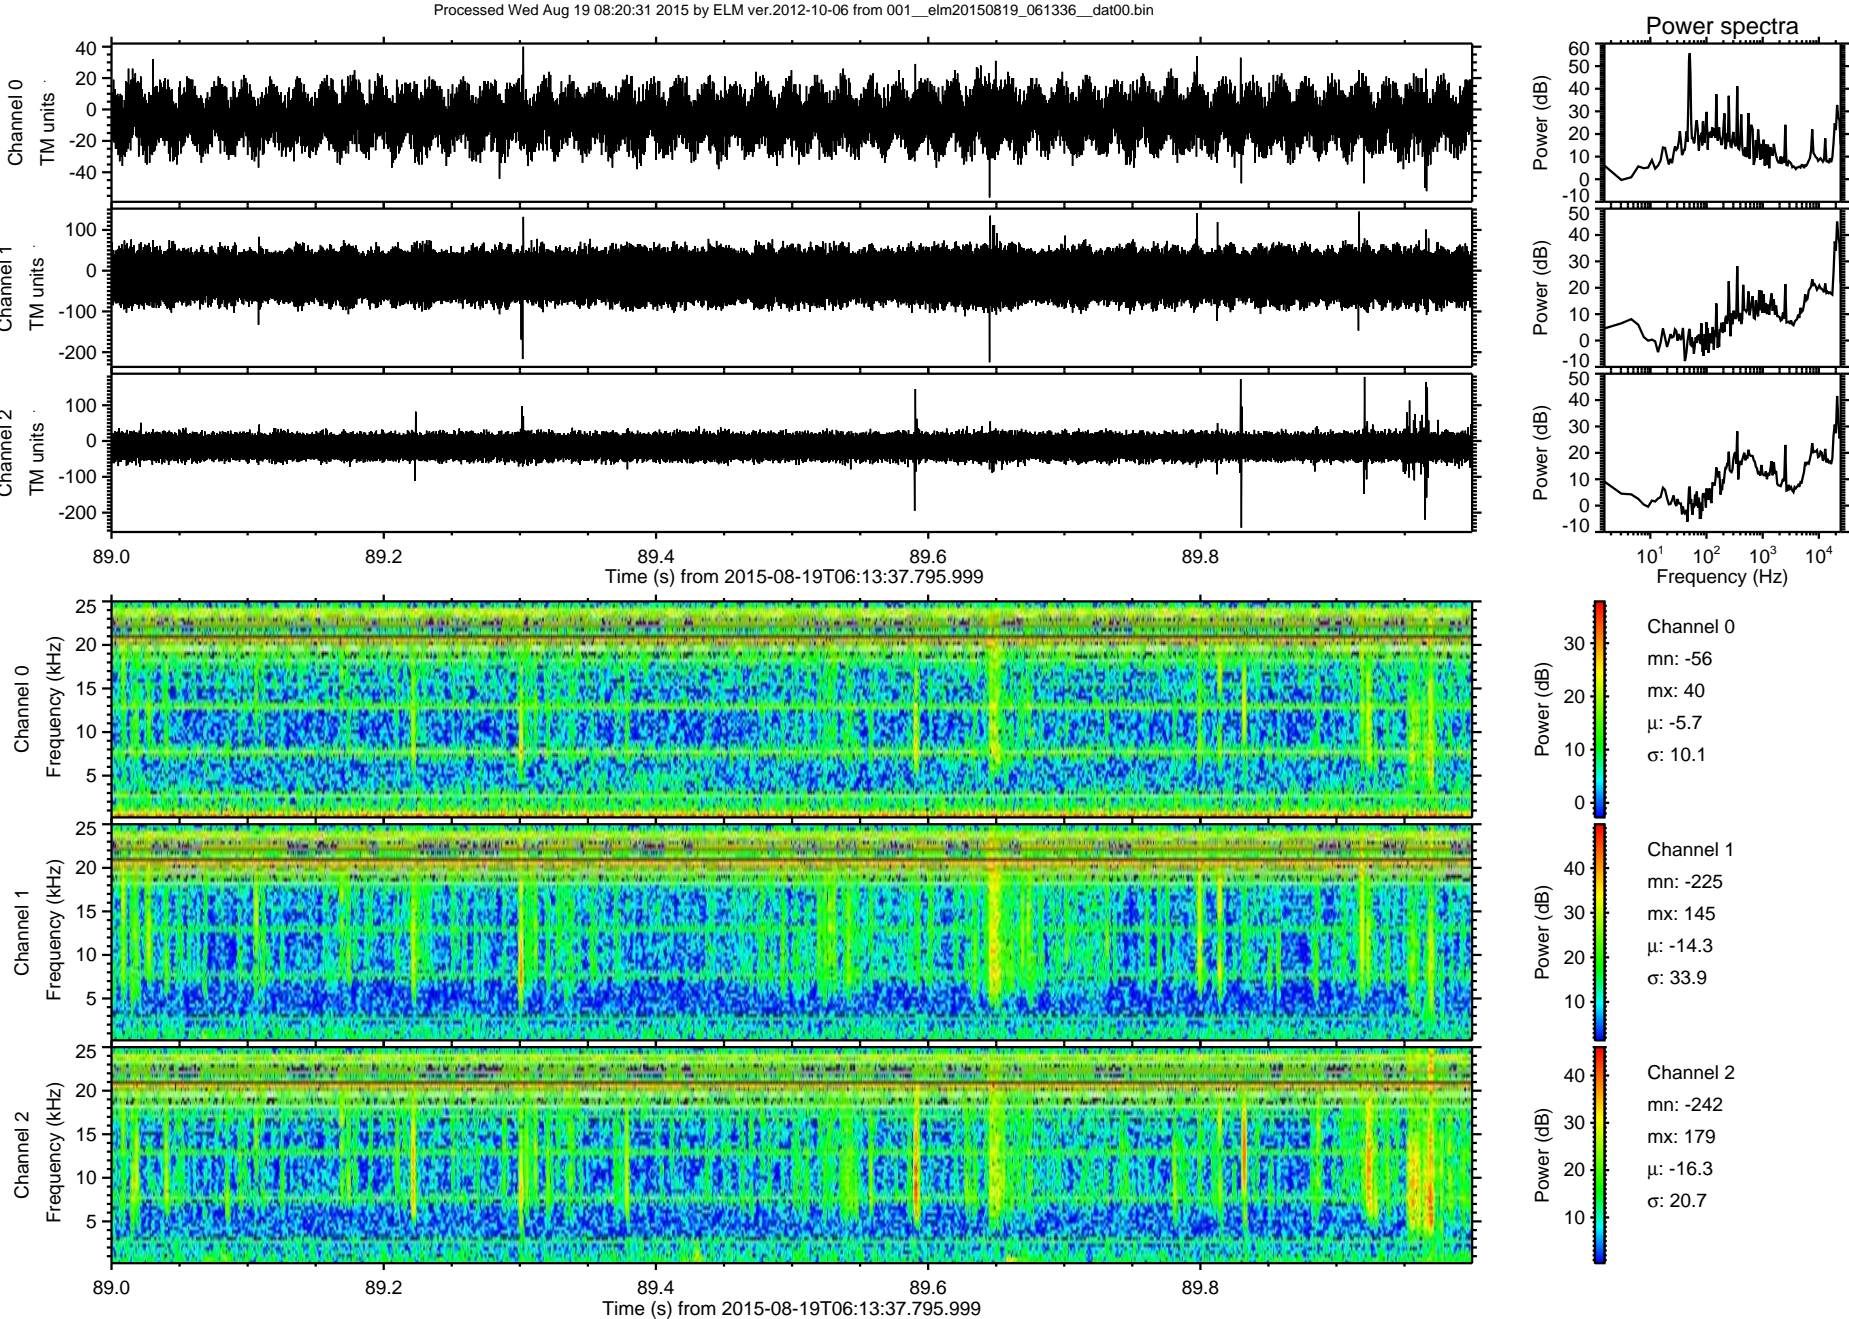 Processed Wed Aug 19 08:20:31 2015 by ELM ver.2012-10-06 from 001__elm20150819_061336__dat00.bin
Power spectra
Channel 0
TM units
40
20
0
-20
-40
Power (dB)
60
50
40
30
20
10
0
-10
Channel 1
TM units
100
0
-100
-200
Power (dB)
50
40
30
20
10
0
-10
Channel 2
TM units
100
0
-100
-200
Power (dB)
50
40
30
20
10
0
-10
89.0 89.2 89.4 89.6 89.8
Time (s) from 2015-08-19T06:13:37.795.999
10^1 10^2 10^3 10^4
Frequency (Hz)
Channel 0
Frequency (kHz)
25
20
15
10
5
Power (dB)
30
20
10
0
Channel 0
mn: -56
mx: 40
μ: -5.7
σ: 10.1
Channel 1
Frequency (kHz)
25
20
15
10
5
Power (dB)
40
30
20
10
Channel 1
mn: -225
mx: 145
μ: -14.3
σ: 33.9
Channel 2
Frequency (kHz)
25
20
15
10
5
Power (dB)
40
30
20
10
Channel 2
mn: -242
mx: 179
μ: -16.3
σ: 20.7
89.0 89.2 89.4 89.6 89.8
Time (s) from 2015-08-19T06:13:37.795.999